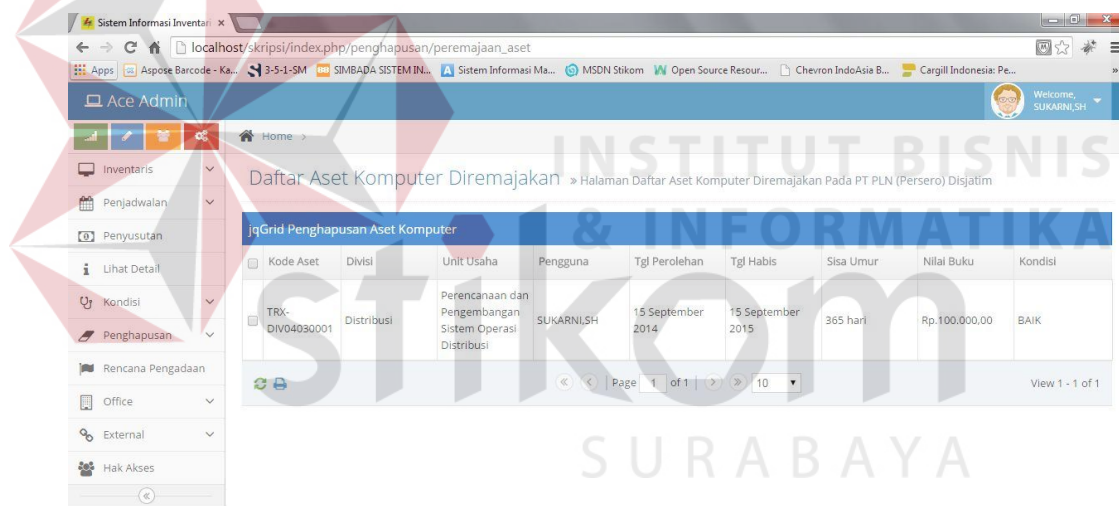 Sistem Informasi Inventari
localhost/skripsi/index.php/penghapusan/peremajaan_aset
Apps Aspose Barcode - Ka... 3-5-1-SM SIMBADA SISTEM IN... Sistem Informasi Ma... MSDN Stikom Open Source Resour... Chevron IndoAsia B... Cargill Indonesia: Pe... »
Ace Admin
Welcome,
SUKARNI,SH
Home >
INSTITUT BISNIS
& INFORMATIKA
stikom
SURABAYA
Inventaris
Penjadwalan
Penyusutan
Lihat Detail
Kondisi
Penghapusan
Rencana Pengadaan
Office
External
Hak Akses
Daftar Aset Komputer Diremajakan » Halaman Daftar Aset Komputer Diremajakan Pada PT PLN (Persero) Disjatim
jqGrid Penghapusan Aset Komputer
Kode Aset Divisi Unit Usaha Pengguna Tgl Perolehan Tgl Habis Sisa Umur Nilai Buku Kondisi
TRX-
DIV04030001
Distribusi
Perencanaan dan
Pengembangan
Sistem Operasi
Distribusi
SUKARNI,SH
15 September
2014
15 September
2015
365 hari
Rp.100.000,00
BAIK
Page 1 of 1 10
View 1 - 1 of 1